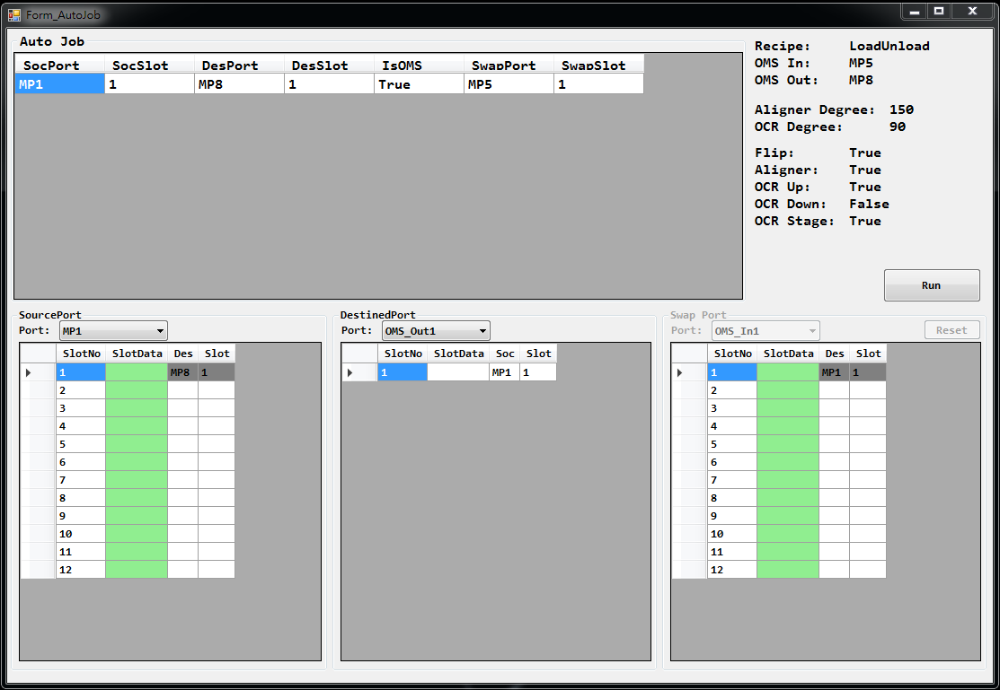 Form_AutoJob
Auto Job
SocPort SocSlot DesPort DesSlot IsOMS SwapPort SwapSlot
MP1 1 MP8 1 True MP5 1
Recipe: LoadUnload
OMS In: MP5
OMS Out: MP8
Aligner Degree: 150
OCR Degree: 90
Flip: True
Aligner: True
OCR Up: True
OCR Down: False
OCR Stage: True
Run
SourcePort
Port: MP1
SlotNo SlotData Des Slot
1 MP8 1
2
3
4
5
6
7
8
9
10
11
12
DestinedPort
Port: OMS_Out1
SlotNo SlotData Soc Slot
1 MP1 1
Swap Port
Port: OMS_In1 Reset
SlotNo SlotData Des Slot
1 MP1 1
2
3
4
5
6
7
8
9
10
11
12